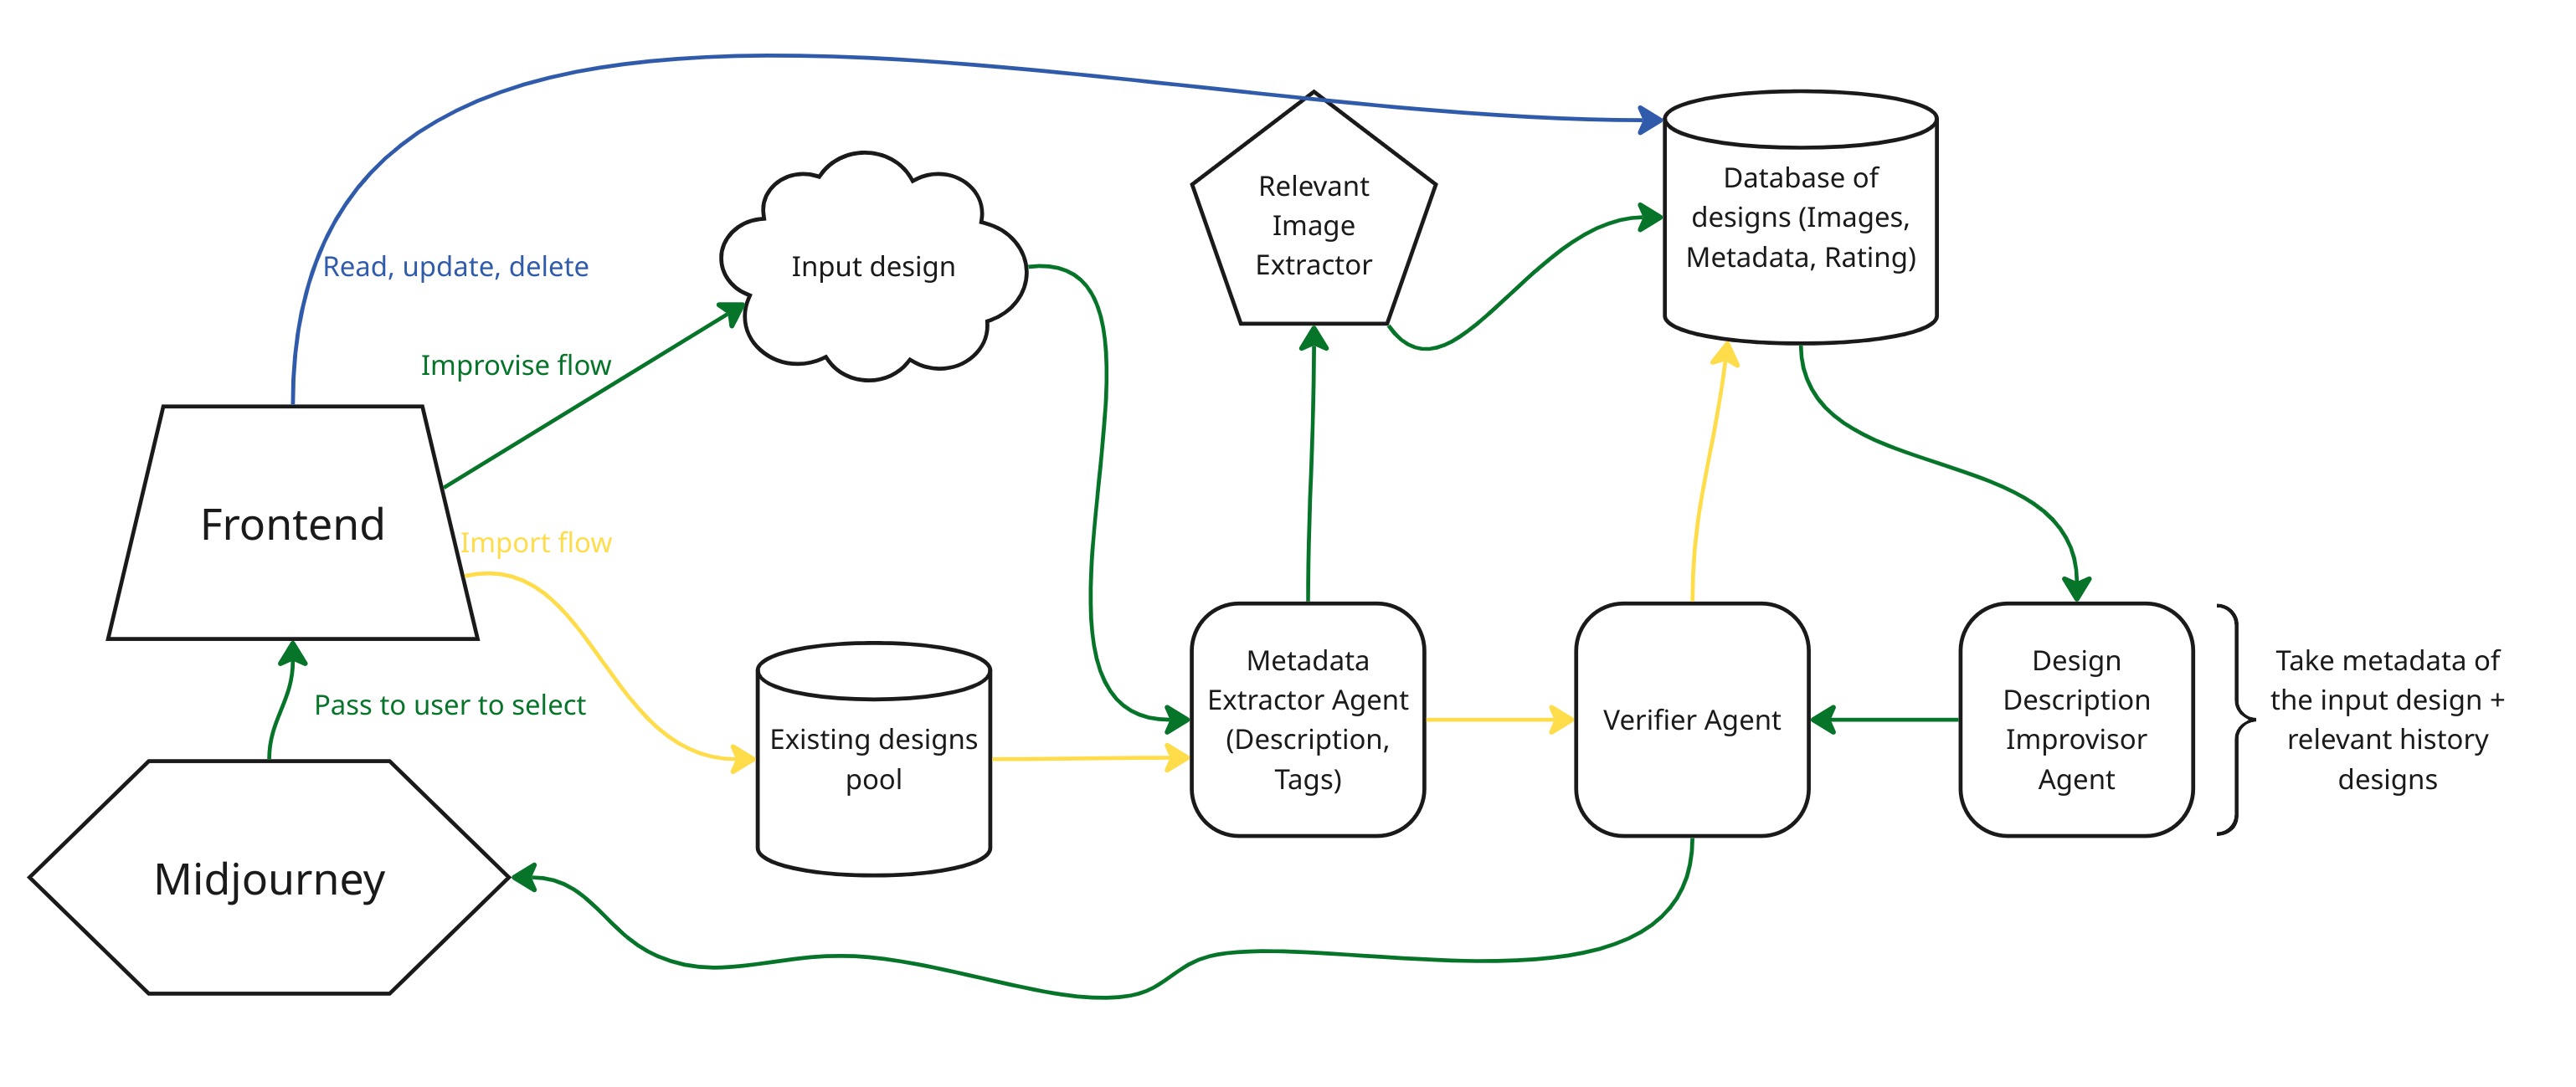 Read, update, delete
Improvise flow
Import flow
Frontend
Pass to user to select
Midjourney
Input design
Existing designs
pool
Relevant
Image
Extractor
Metadata
Extractor Agent
(Description,
Tags)
Database of
designs (Images,
Metadata, Rating)
Verifier Agent
Design
Description
Improvisor
Agent
Take metadata of
the input design +
relevant history
designs